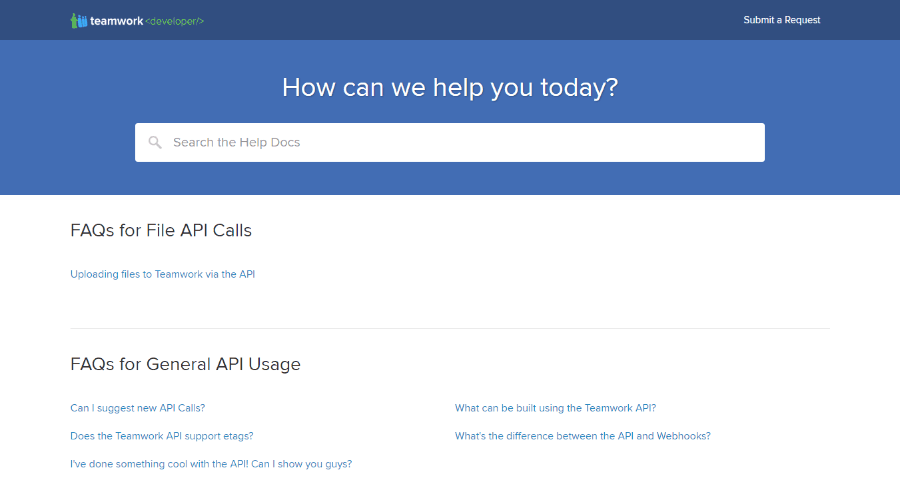 teamwork <developer/>
Submit a Request
How can we help you today?
Search the Help Docs
FAQs for File API Calls
Uploading files to Teamwork via the API
FAQs for General API Usage
Can I suggest new API Calls?
What can be built using the Teamwork API?
Does the Teamwork API support etags?
What's the difference between the API and Webhooks?
I've done something cool with the API! Can I show you guys?